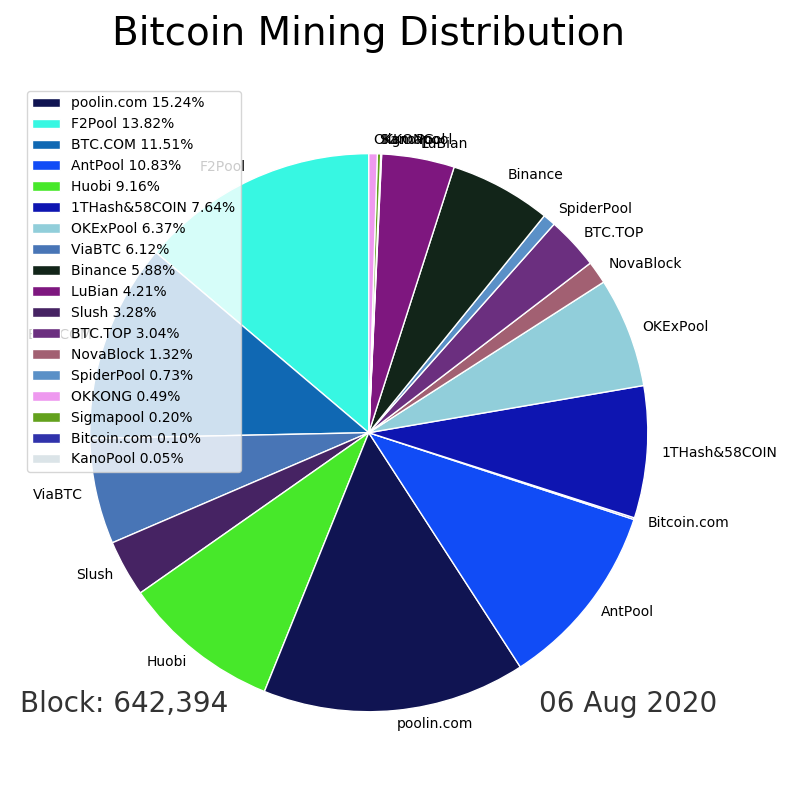 Bitcoin Mining Distribution
poolin.com 15.24%
F2Pool 13.82%
BTC.COM 11.51%
AntPool 10.83%
Huobi 9.16%
1THash&58COIN 7.64%
OKExPool 6.37%
ViaBTC 6.12%
Binance 5.88%
LuBian 4.21%
Slush 3.28%
BTC.TOP 3.04%
NovaBlock 1.32%
SpiderPool 0.73%
OKKONG 0.49%
Sigmapool 0.20%
Bitcoin.com 0.10%
KanoPool 0.05%
F2Pool
LuBian
Binance
SpiderPool
BTC.TOP
NovaBlock
OKExPool
1THash&58COIN
Bitcoin.com
AntPool
poolin.com
Huobi
Slush
ViaBTC
Block: 642,394
06 Aug 2020